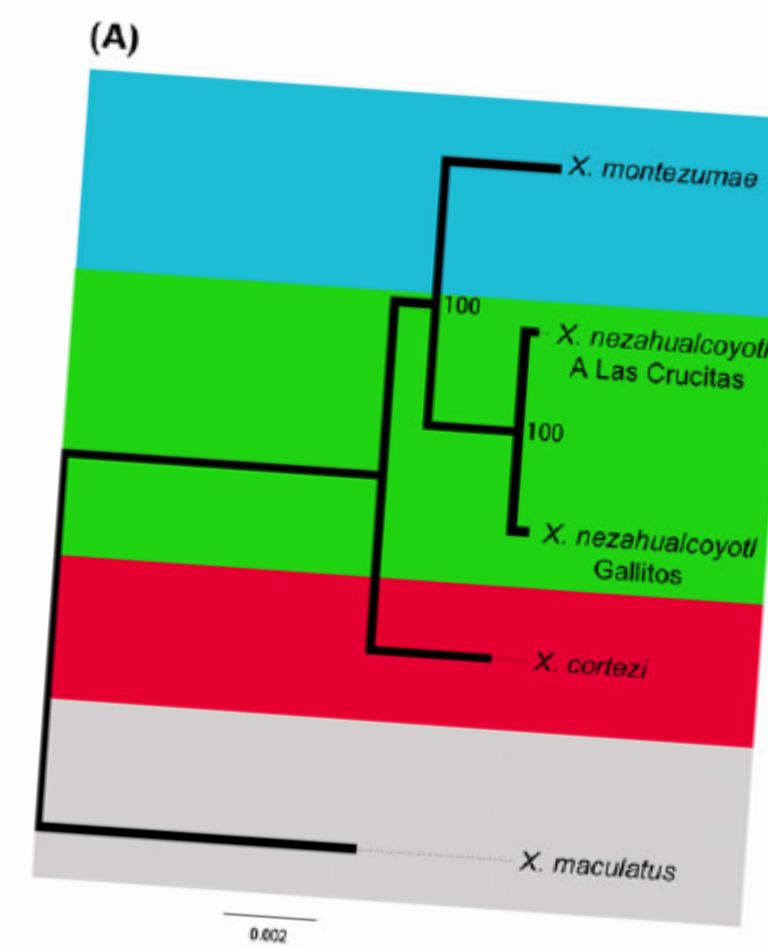 (A)
X. montezumae
100
X. nezahualcoyotl
A Las Crucitas
100
X. nezahualcoyotl
Gallitos
X. cortezi
X. maculatus
0.002